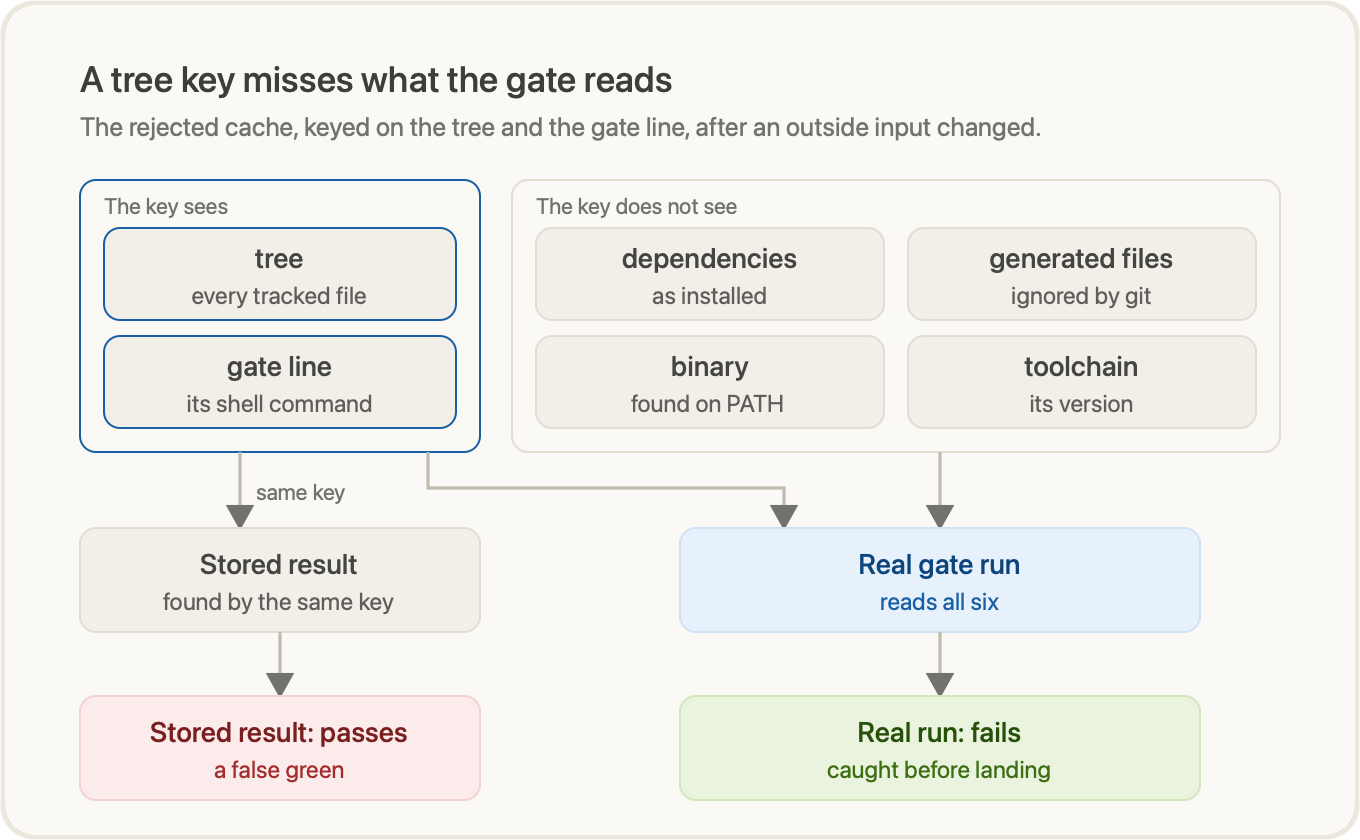 A tree key misses what the gate reads
The rejected cache, keyed on the tree and the gate line, after an outside input changed.
The key sees
tree
every tracked file
gate line
its shell command
The key does not see
dependencies
as installed
generated files
ignored by git
binary
found on PATH
toolchain
its version
same key
Stored result
found by the same key
Real gate run
reads all six
Stored result: passes
a false green
Real run: fails
caught before landing